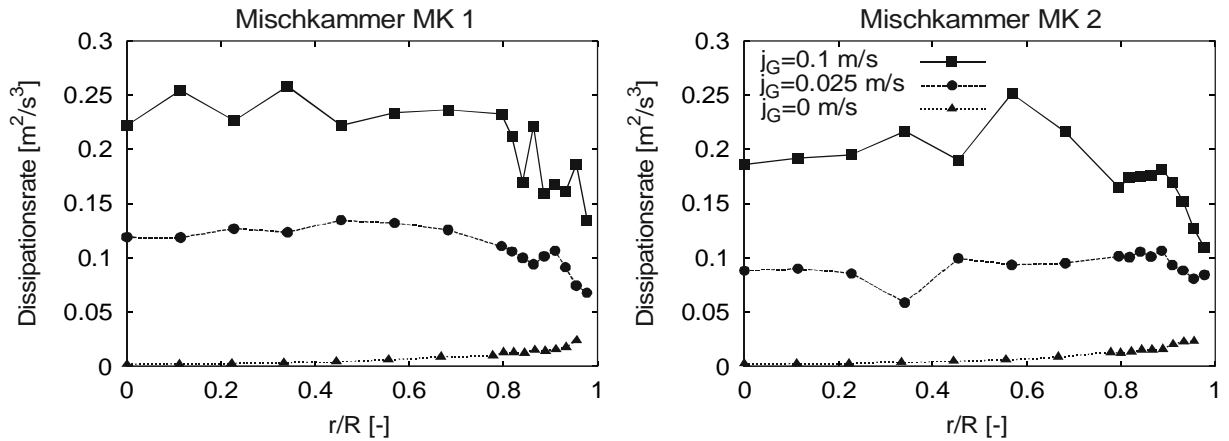 Mischkammer MK 1
Dissipationsrate [m²/s³]
0.3
0.25
0.2
0.15
0.1
0.05
0
0 0.2 0.4 0.6 0.8 1
r/R [-]
Mischkammer MK 2
Dissipationsrate [m²/s³]
0.3
0.25
0.2
0.15
0.1
0.05
0
j_G=0.1 m/s
j_G=0.025 m/s
j_G=0 m/s
0 0.2 0.4 0.6 0.8 1
r/R [-]